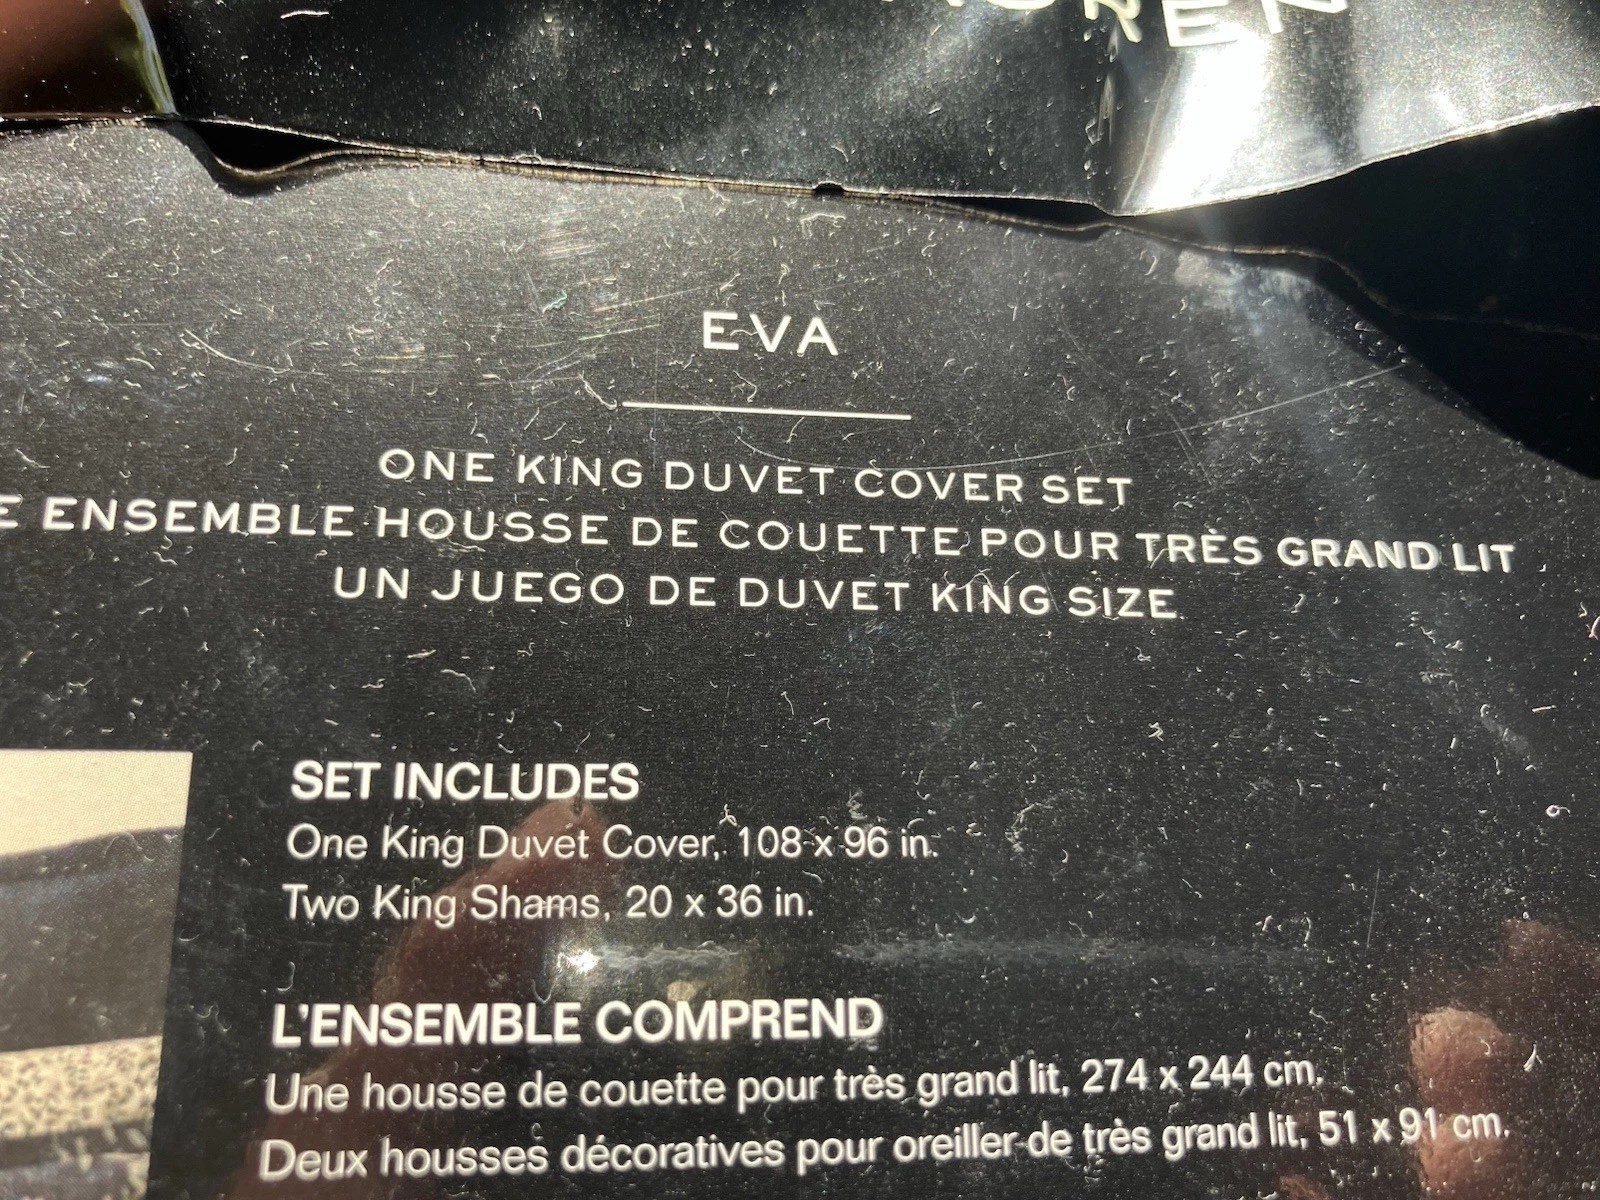 EVA
ONE KING DUVET COVER SET
ENSEMBLE HOUSSE DE COUETTE POUR TRÈS GRAND LIT
UN JUEGO DE DUVET KING SIZE
SET INCLUDES
One King Duvet Cover, 108 x 96 in.
Two King Shams, 20 x 36 in.
L'ENSEMBLE COMPREND
Une housse de couette pour très grand lit, 274 x 244 cm.
Deux housses décoratives pour oreiller de très grand lit, 51 x 91 cm.